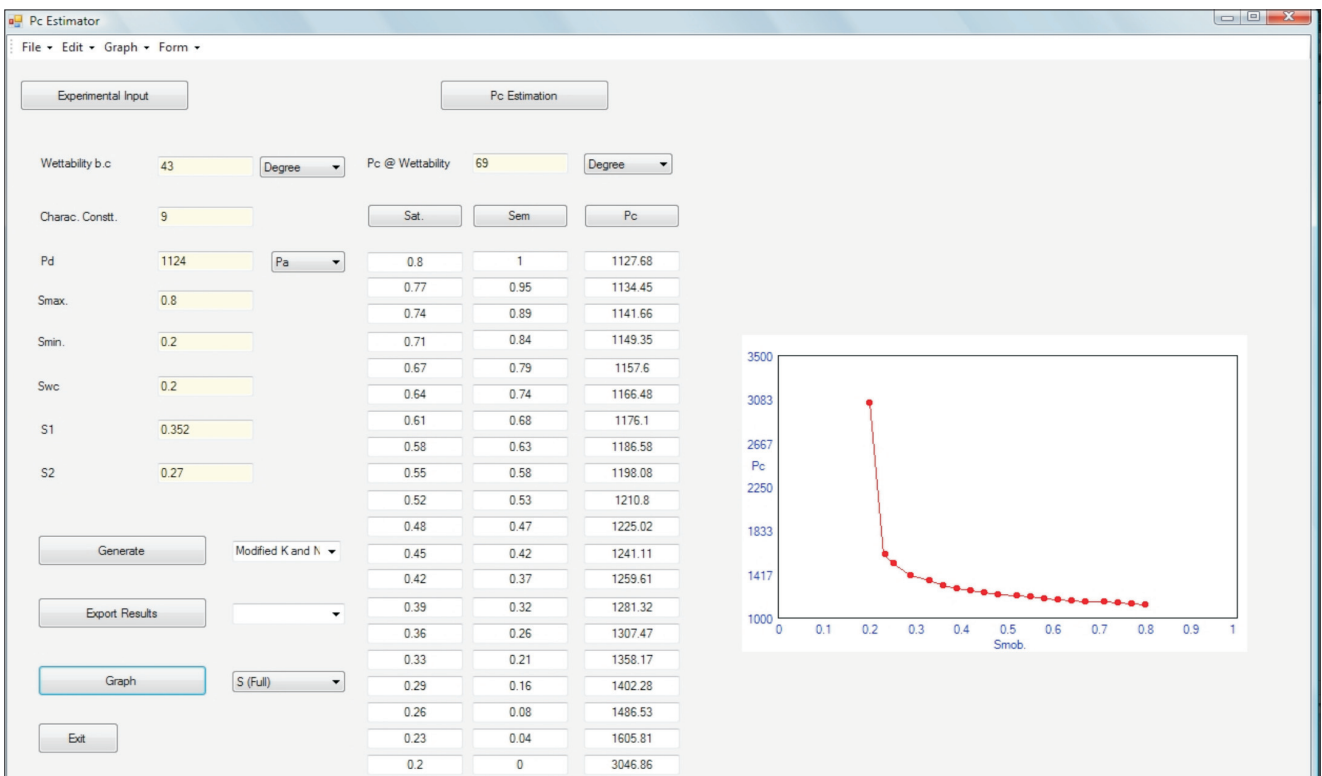 Pc Estimator
File Edit Graph Form
Experimental Input Pc Estimation
Wettability b.c 43 Degree Pc @ Wettability 69 Degree
Charac. Constt. 9 Sat. Sem Pc
Pd 1124 Pa
Smax. 0.8
Smin. 0.2
Swc 0.2
S1 0.352
S2 0.27
Generate Modified K and N
Export Results
Graph S (Full)
Exit
0.8 1 1127.68
0.77 0.95 1134.45
0.74 0.89 1141.66
0.71 0.84 1149.35
0.67 0.79 1157.6
0.64 0.74 1166.48
0.61 0.68 1176.1
0.58 0.63 1186.58
0.55 0.58 1198.08
0.52 0.53 1210.8
0.48 0.47 1225.02
0.45 0.42 1241.11
0.42 0.37 1259.61
0.39 0.32 1281.32
0.36 0.26 1307.47
0.33 0.21 1358.17
0.29 0.16 1402.28
0.26 0.08 1486.53
0.23 0.04 1605.81
0.2 0 3046.86
3500
3083
2667
Pc
2250
1833
1417
1000
0 0.1 0.2 0.3 0.4 0.5 0.6 0.7 0.8 0.9 1
Smob.